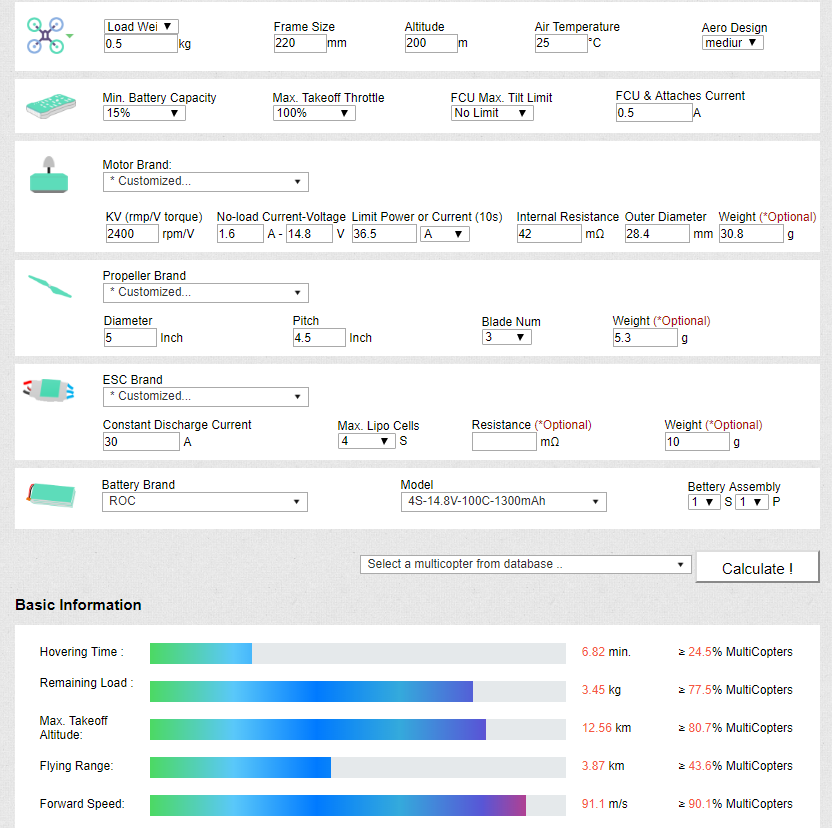 Load Wei ▼ Frame Size Altitude Air Temperature Aero Design
0.5 kg 220 mm 200 m 25 °C mediur ▼
Min. Battery Capacity Max. Takeoff Throttle FCU Max. Tilt Limit FCU & Attaches Current
15% ▼ 100% ▼ No Limit ▼ 0.5 A
Motor Brand:
* Customized... ▼
KV (rmp/V torque) No-load Current-Voltage Limit Power or Current (10s) Internal Resistance Outer Diameter Weight (*Optional)
2400 rpm/V 1.6 A - 14.8 V 36.5 A ▼ 42 mΩ 28.4 mm 30.8 g
Propeller Brand
* Customized... ▼
Diameter Pitch Blade Num Weight (*Optional)
5 Inch 4.5 Inch 3 ▼ 5.3 g
ESC Brand
* Customized... ▼
Constant Discharge Current Max. Lipo Cells Resistance (*Optional) Weight (*Optional)
30 A 4 ▼ S mΩ 10 g
Battery Brand Model Bettery Assembly
ROC ▼ 4S-14.8V-100C-1300mAh ▼ 1 ▼ S 1 ▼ P
Select a multicopter from database .. ▼ Calculate !
Basic Information
Hovering Time : 6.82 min. ≥ 24.5% MultiCopters
Remaining Load : 3.45 kg ≥ 77.5% MultiCopters
Max. Takeoff
Altitude: 12.56 km ≥ 80.7% MultiCopters
Flying Range: 3.87 km ≥ 43.6% MultiCopters
Forward Speed: 91.1 m/s ≥ 90.1% MultiCopters